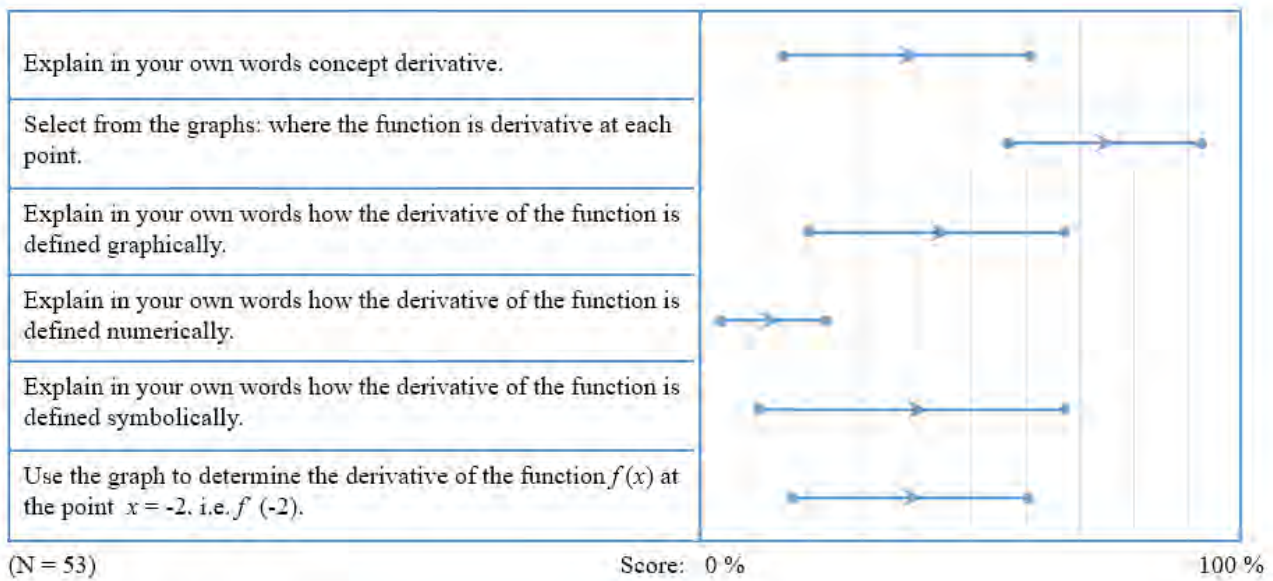 Explain in your own words concept derivative.
Select from the graphs: where the function is derivative at each
point.
Explain in your own words how the derivative of the function is
defined graphically.
Explain in your own words how the derivative of the function is
defined numerically.
Explain in your own words how the derivative of the function is
defined symbolically.
Use the graph to determine the derivative of the function f (x) at
the point x = -2. i.e. f (-2).
(N = 53) Score: 0 % 100 %